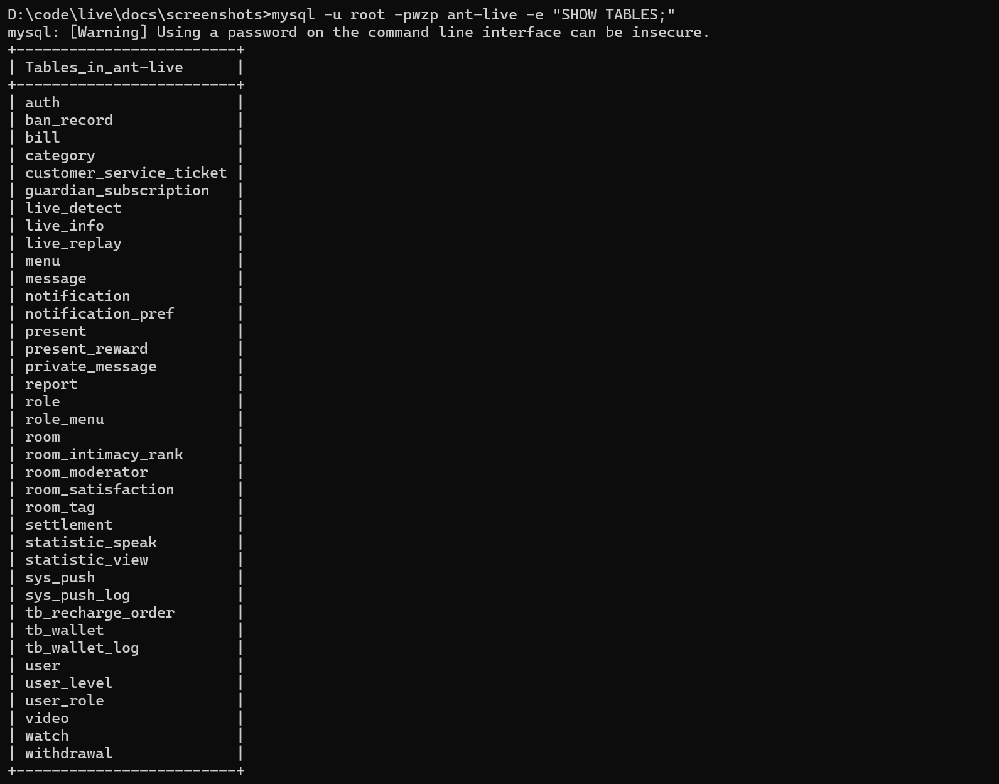 D:\code\live\docs\screenshots>mysql -u root -pwzp ant-live -e "SHOW TABLES;"
mysql: [Warning] Using a password on the command line interface can be insecure.
+-------------------------+
| Tables_in_ant-live      |
+-------------------------+
| auth                    |
| ban_record              |
| bill                    |
| category                |
| customer_service_ticket |
| guardian_subscription   |
| live_detect             |
| live_info               |
| live_replay             |
| menu                    |
| message                 |
| notification            |
| notification_pref       |
| present                 |
| present_reward          |
| private_message         |
| report                  |
| role                    |
| role_menu               |
| room                    |
| room_intimacy_rank      |
| room_moderator          |
| room_satisfaction       |
| room_tag                |
| settlement              |
| statistic_speak         |
| statistic_view          |
| sys_push                |
| sys_push_log            |
| tb_recharge_order       |
| tb_wallet               |
| tb_wallet_log           |
| user                    |
| user_level              |
| user_role               |
| video                   |
| watch                   |
| withdrawal              |
+-------------------------+